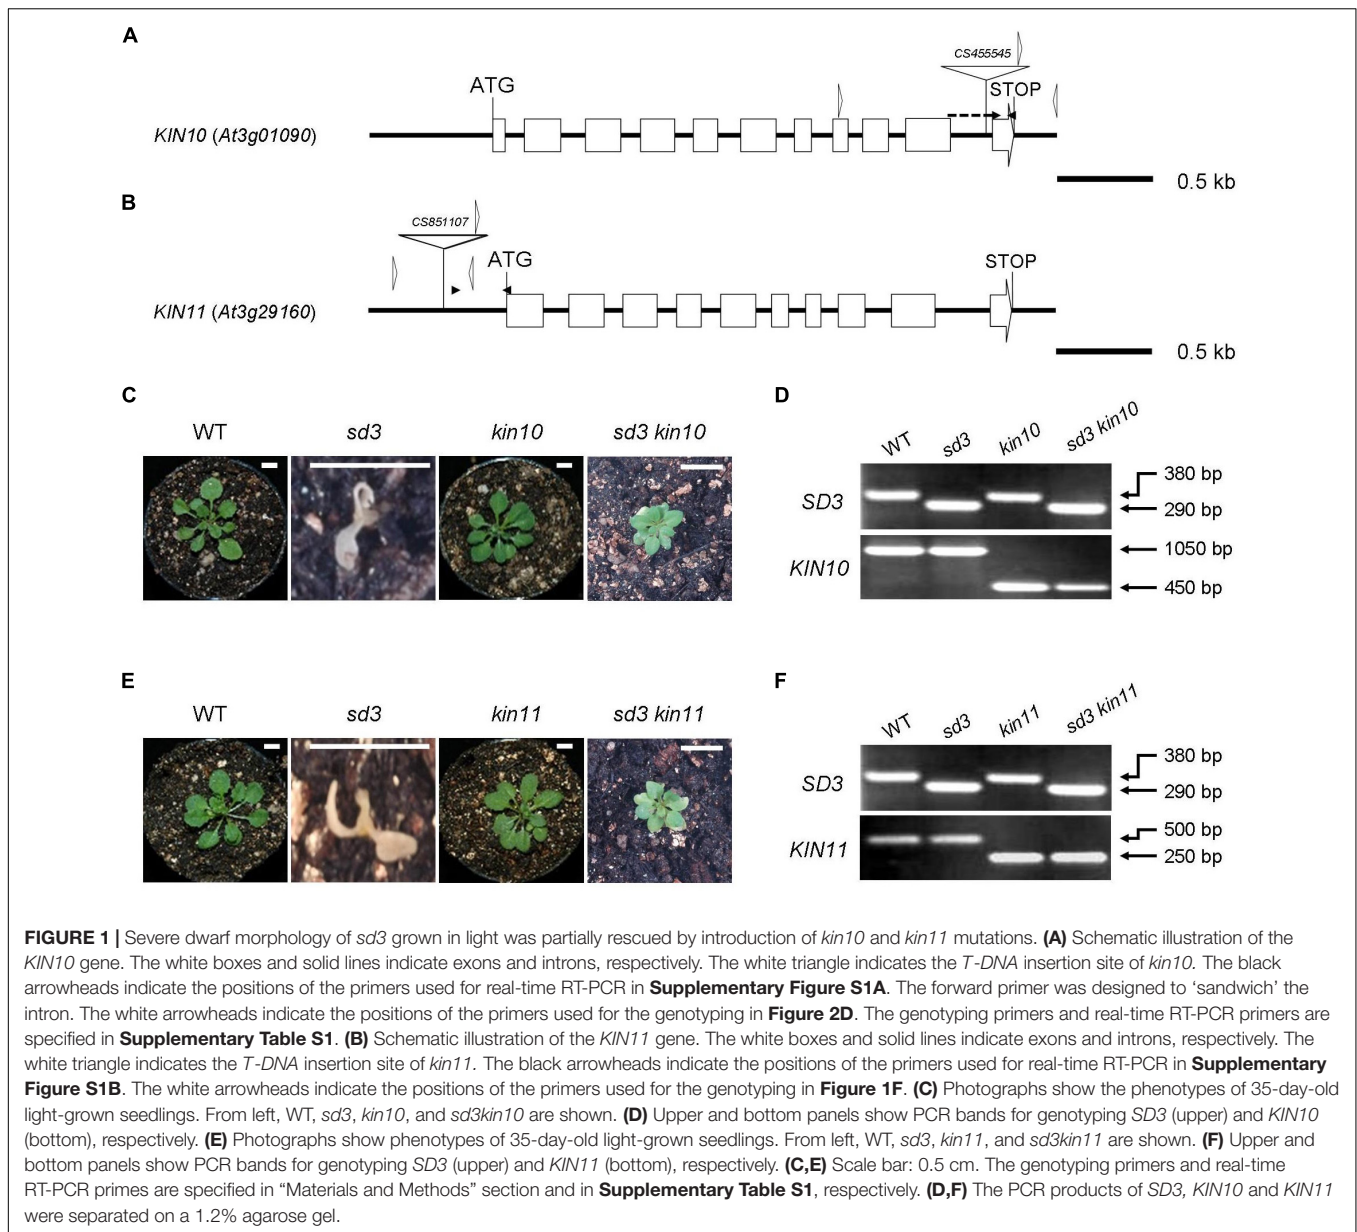 A
CS455545
ATG
STOP
KIN10 (At3g01090)
0.5 kb
B
CS851107
ATG
STOP
KIN11 (At3g29160)
0.5 kb
C
WT sd3 kin10 sd3 kin10
D
WT sd3 kin10 sd3 kin10
SD3
380 bp
290 bp
KIN10
1050 bp
450 bp
E
WT sd3 kin11 sd3 kin11
F
WT sd3 kin11 sd3 kin11
SD3
380 bp
290 bp
KIN11
500 bp
250 bp
FIGURE 1 | Severe dwarf morphology of sd3 grown in light was partially rescued by introduction of kin10 and kin11 mutations. (A) Schematic illustration of the
KIN10 gene. The white boxes and solid lines indicate exons and introns, respectively. The white triangle indicates the T-DNA insertion site of kin10. The black
arrowheads indicate the positions of the primers used for real-time RT-PCR in Supplementary Figure S1A. The forward primer was designed to ‘sandwich’ the
intron. The white arrowheads indicate the positions of the primers used for the genotyping in Figure 2D. The genotyping primers and real-time RT-PCR primers are
specified in Supplementary Table S1. (B) Schematic illustration of the KIN11 gene. The white boxes and solid lines indicate exons and introns, respectively. The
white triangle indicates the T-DNA insertion site of kin11. The black arrowheads indicate the positions of the primers used for real-time RT-PCR in Supplementary
Figure S1B. The white arrowheads indicate the positions of the primers used for the genotyping in Figure 1F. (C) Photographs show the phenotypes of 35-day-old
light-grown seedlings. From left, WT, sd3, kin10, and sd3kin10 are shown. (D) Upper and bottom panels show PCR bands for genotyping SD3 (upper) and KIN10
(bottom), respectively. (E) Photographs show phenotypes of 35-day-old light-grown seedlings. From left, WT, sd3, kin11, and sd3kin11 are shown. (F) Upper and
bottom panels show PCR bands for genotyping SD3 (upper) and KIN11 (bottom), respectively. (C,E) Scale bar: 0.5 cm. The genotyping primers and real-time
RT-PCR primes are specified in “Materials and Methods” section and in Supplementary Table S1, respectively. (D,F) The PCR products of SD3, KIN10 and KIN11
were separated on a 1.2% agarose gel.